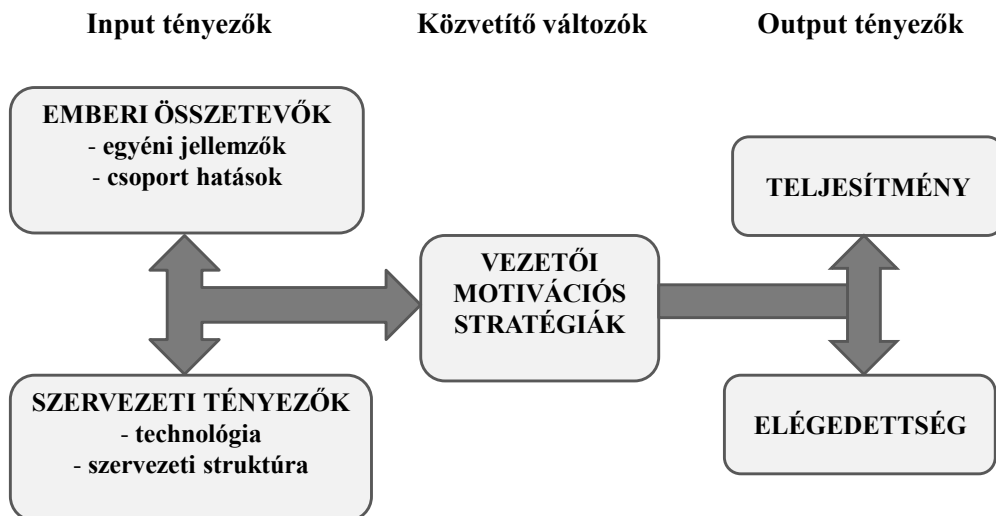 Input tényezők
Közvetítő változók
Output tényezők
EMBERI ÖSSZETEVŐK
- egyéni jellemzők
- csoport hatások
SZERVEZETI TÉNYEZŐK
- technológia
- szervezeti struktúra
VEZETŐI
MOTIVÁCIÓS
STRATÉGIÁK
TELJESÍTMÉNY
ELÉGEDETTSÉG